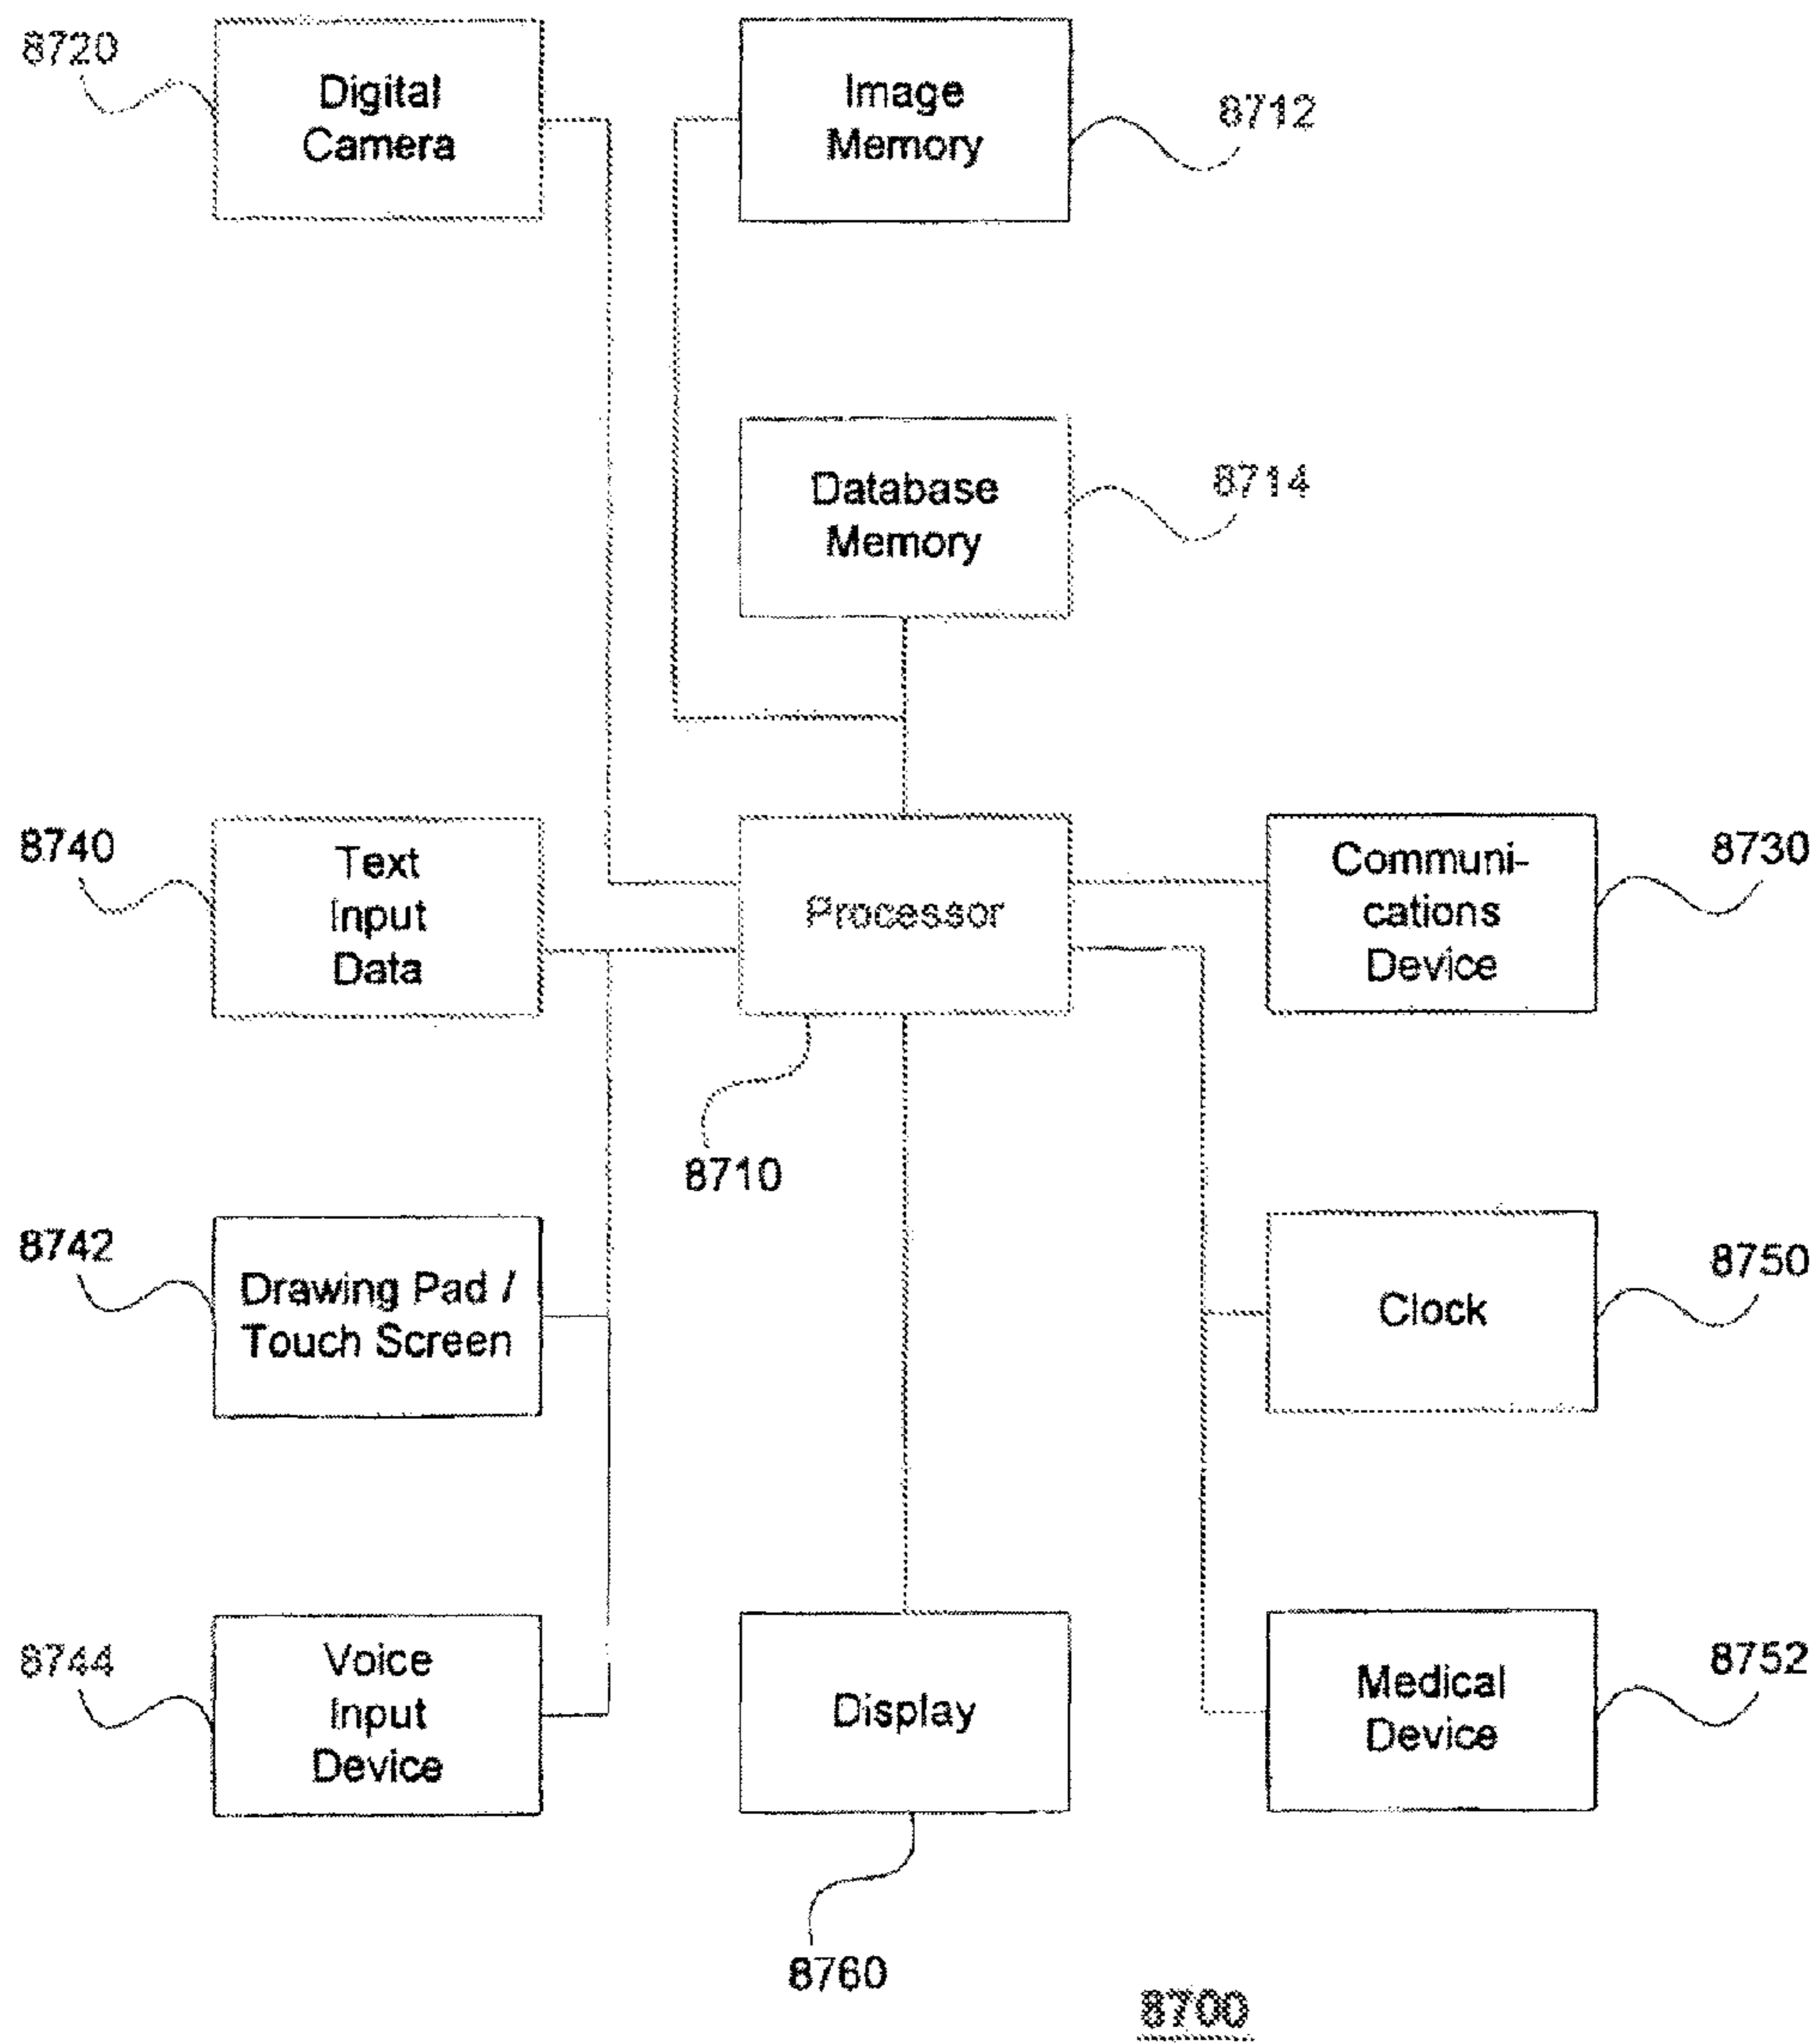 8720
Digital
Camera
Image
Memory
8712
Database
Memory
8714
8740
Text
Input
Data
Processor
8710
Communi-
cations
Device
8730
8742
Drawing Pad /
Touch Screen
Clock
8750
8744
Voice
Input
Device
Display
8760
Medical
Device
8752
8700